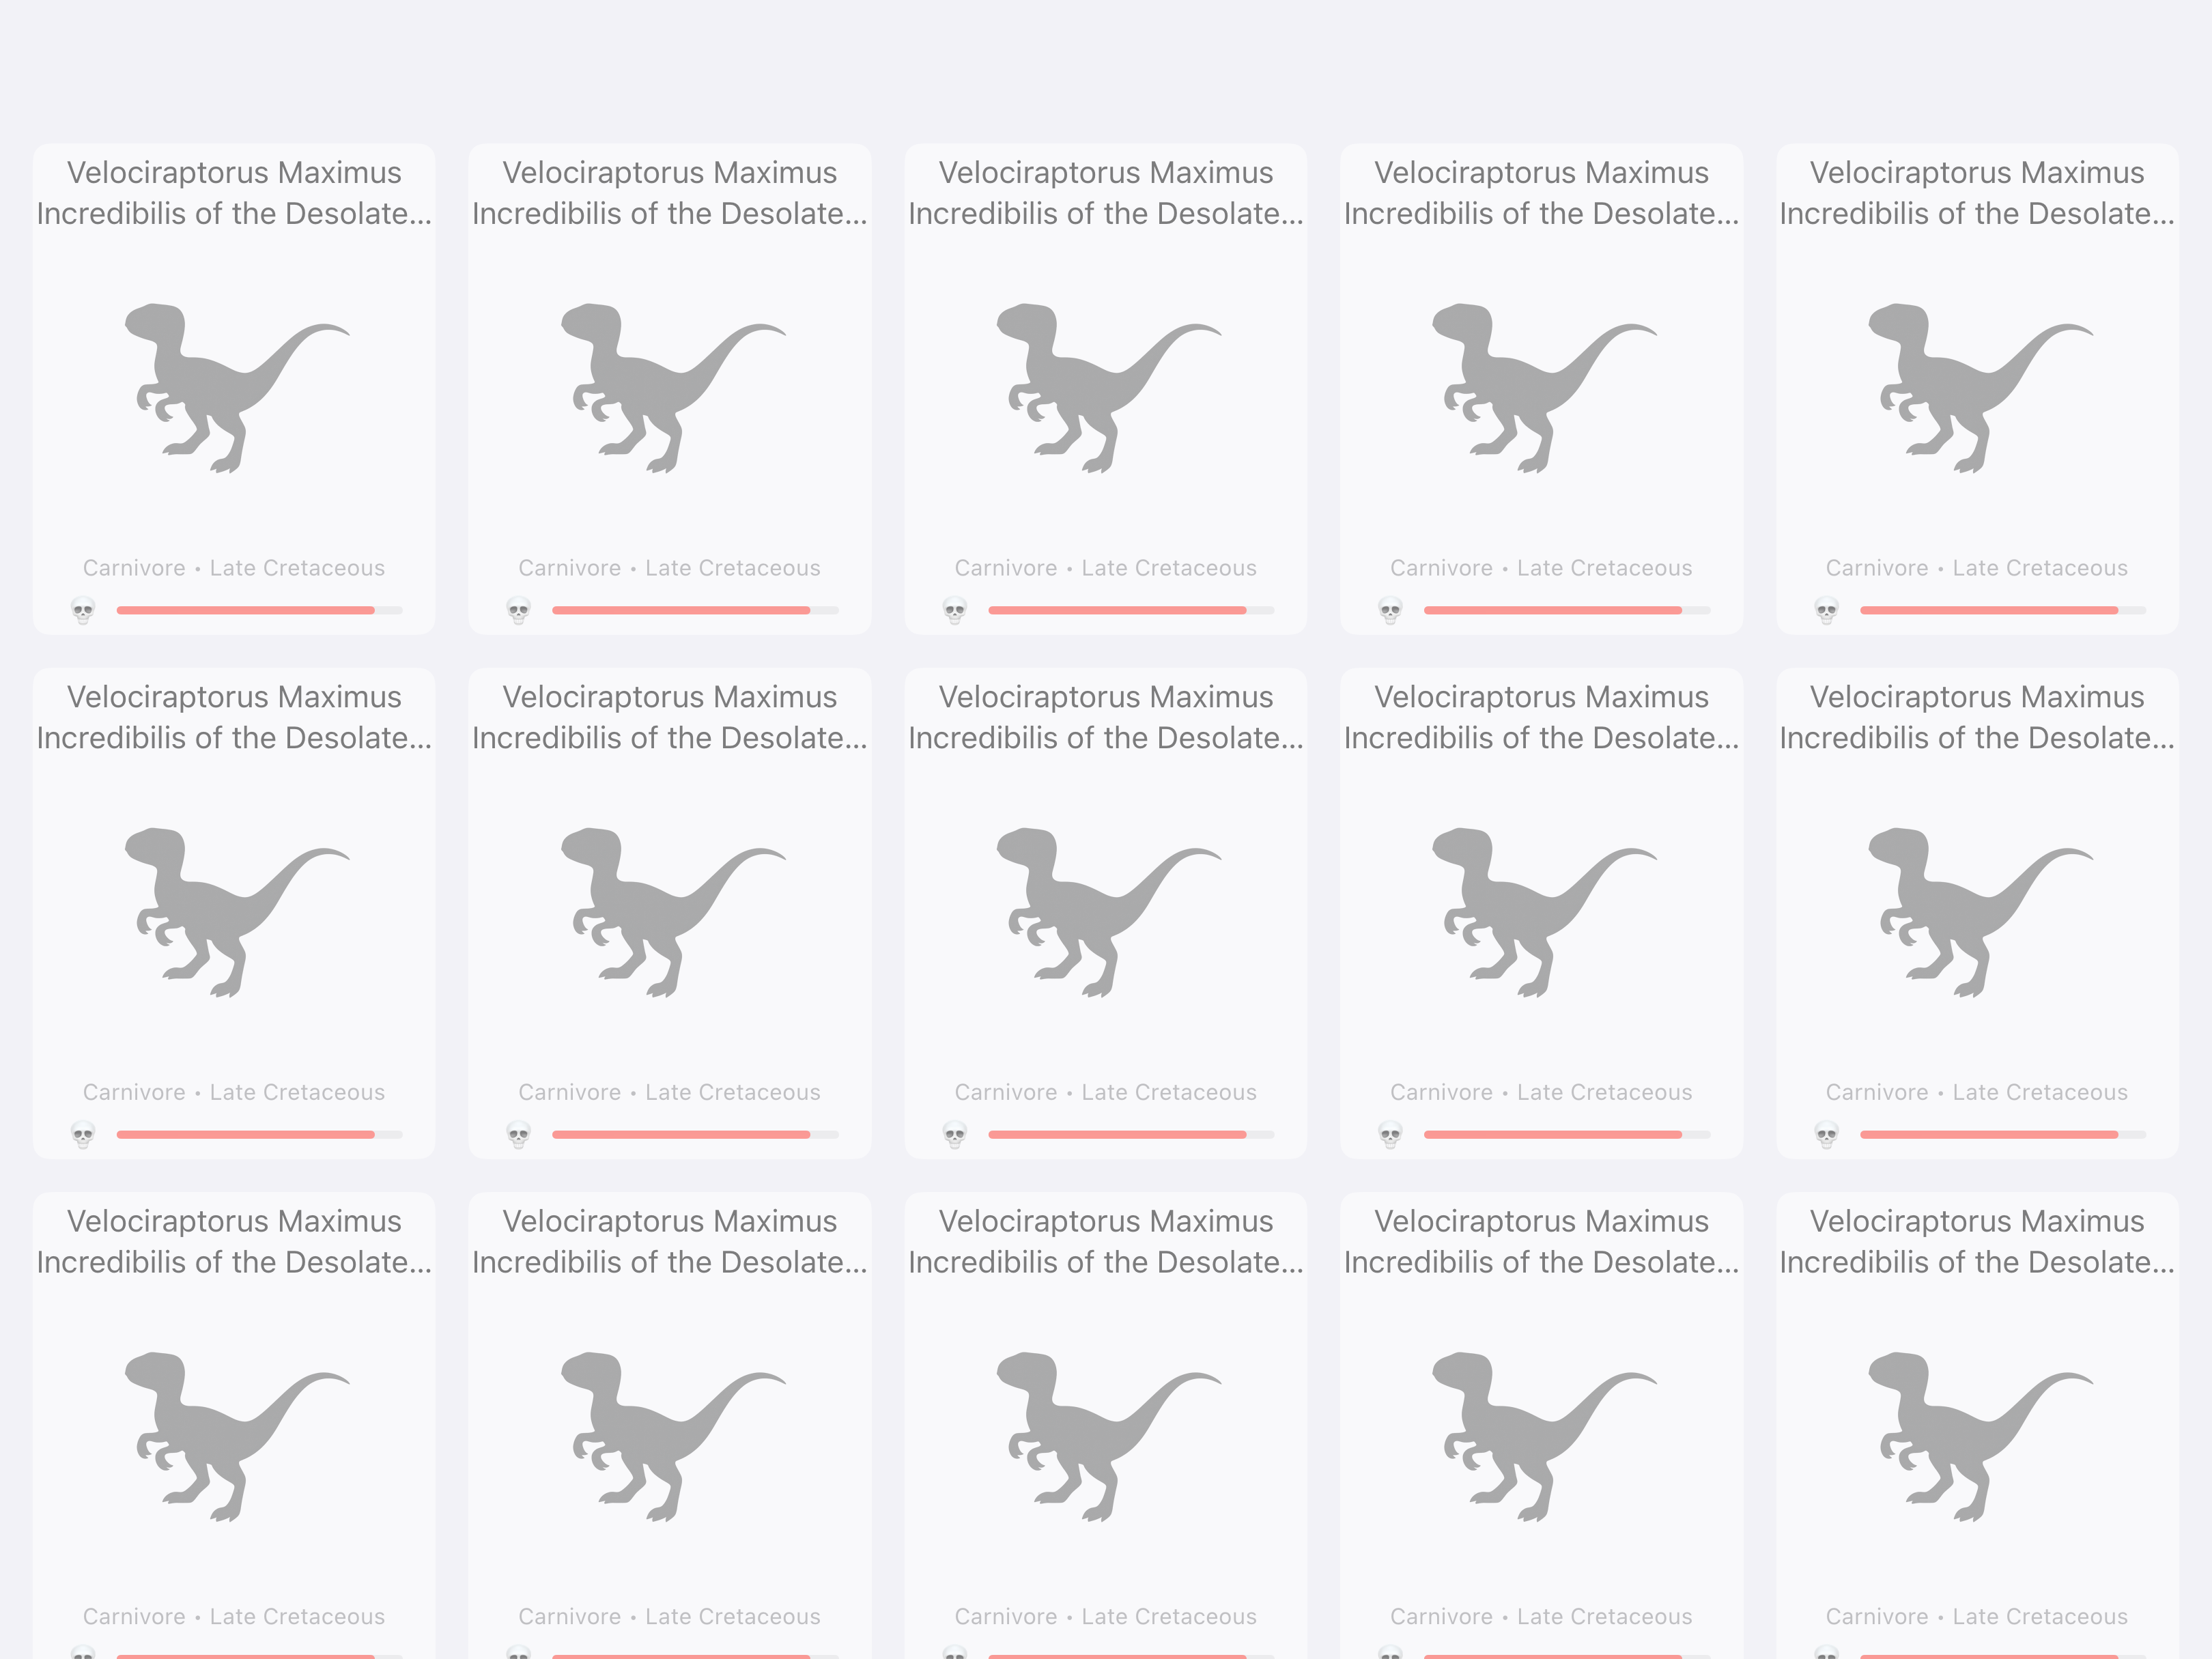 Velociraptorus Maximus
Incredibilis of the Desolate...
Velociraptorus Maximus
Incredibilis of the Desolate...
Velociraptorus Maximus
Incredibilis of the Desolate...
Velociraptorus Maximus
Incredibilis of the Desolate...
Velociraptorus Maximus
Incredibilis of the Desolate...
Carnivore • Late Cretaceous
Carnivore • Late Cretaceous
Carnivore • Late Cretaceous
Carnivore • Late Cretaceous
Carnivore • Late Cretaceous
Velociraptorus Maximus
Incredibilis of the Desolate...
Velociraptorus Maximus
Incredibilis of the Desolate...
Velociraptorus Maximus
Incredibilis of the Desolate...
Velociraptorus Maximus
Incredibilis of the Desolate...
Velociraptorus Maximus
Incredibilis of the Desolate...
Carnivore • Late Cretaceous
Carnivore • Late Cretaceous
Carnivore • Late Cretaceous
Carnivore • Late Cretaceous
Carnivore • Late Cretaceous
Velociraptorus Maximus
Incredibilis of the Desolate...
Velociraptorus Maximus
Incredibilis of the Desolate...
Velociraptorus Maximus
Incredibilis of the Desolate...
Velociraptorus Maximus
Incredibilis of the Desolate...
Velociraptorus Maximus
Incredibilis of the Desolate...
Carnivore • Late Cretaceous
Carnivore • Late Cretaceous
Carnivore • Late Cretaceous
Carnivore • Late Cretaceous
Carnivore • Late Cretaceous